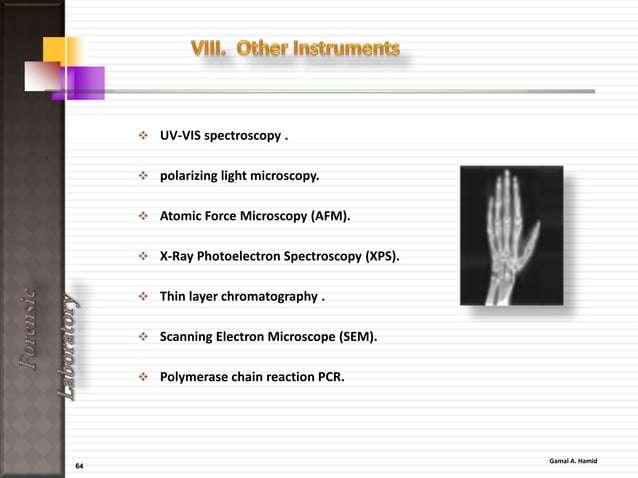 VIII. Other Instruments
UV-VIS spectroscopy .
polarizing light microscopy.
Atomic Force Microscopy (AFM).
X-Ray Photoelectron Spectroscopy (XPS).
Thin layer chromatography .
Scanning Electron Microscope (SEM).
Polymerase chain reaction PCR.
Forensic
Laboratory
64
Gamal A. Hamid